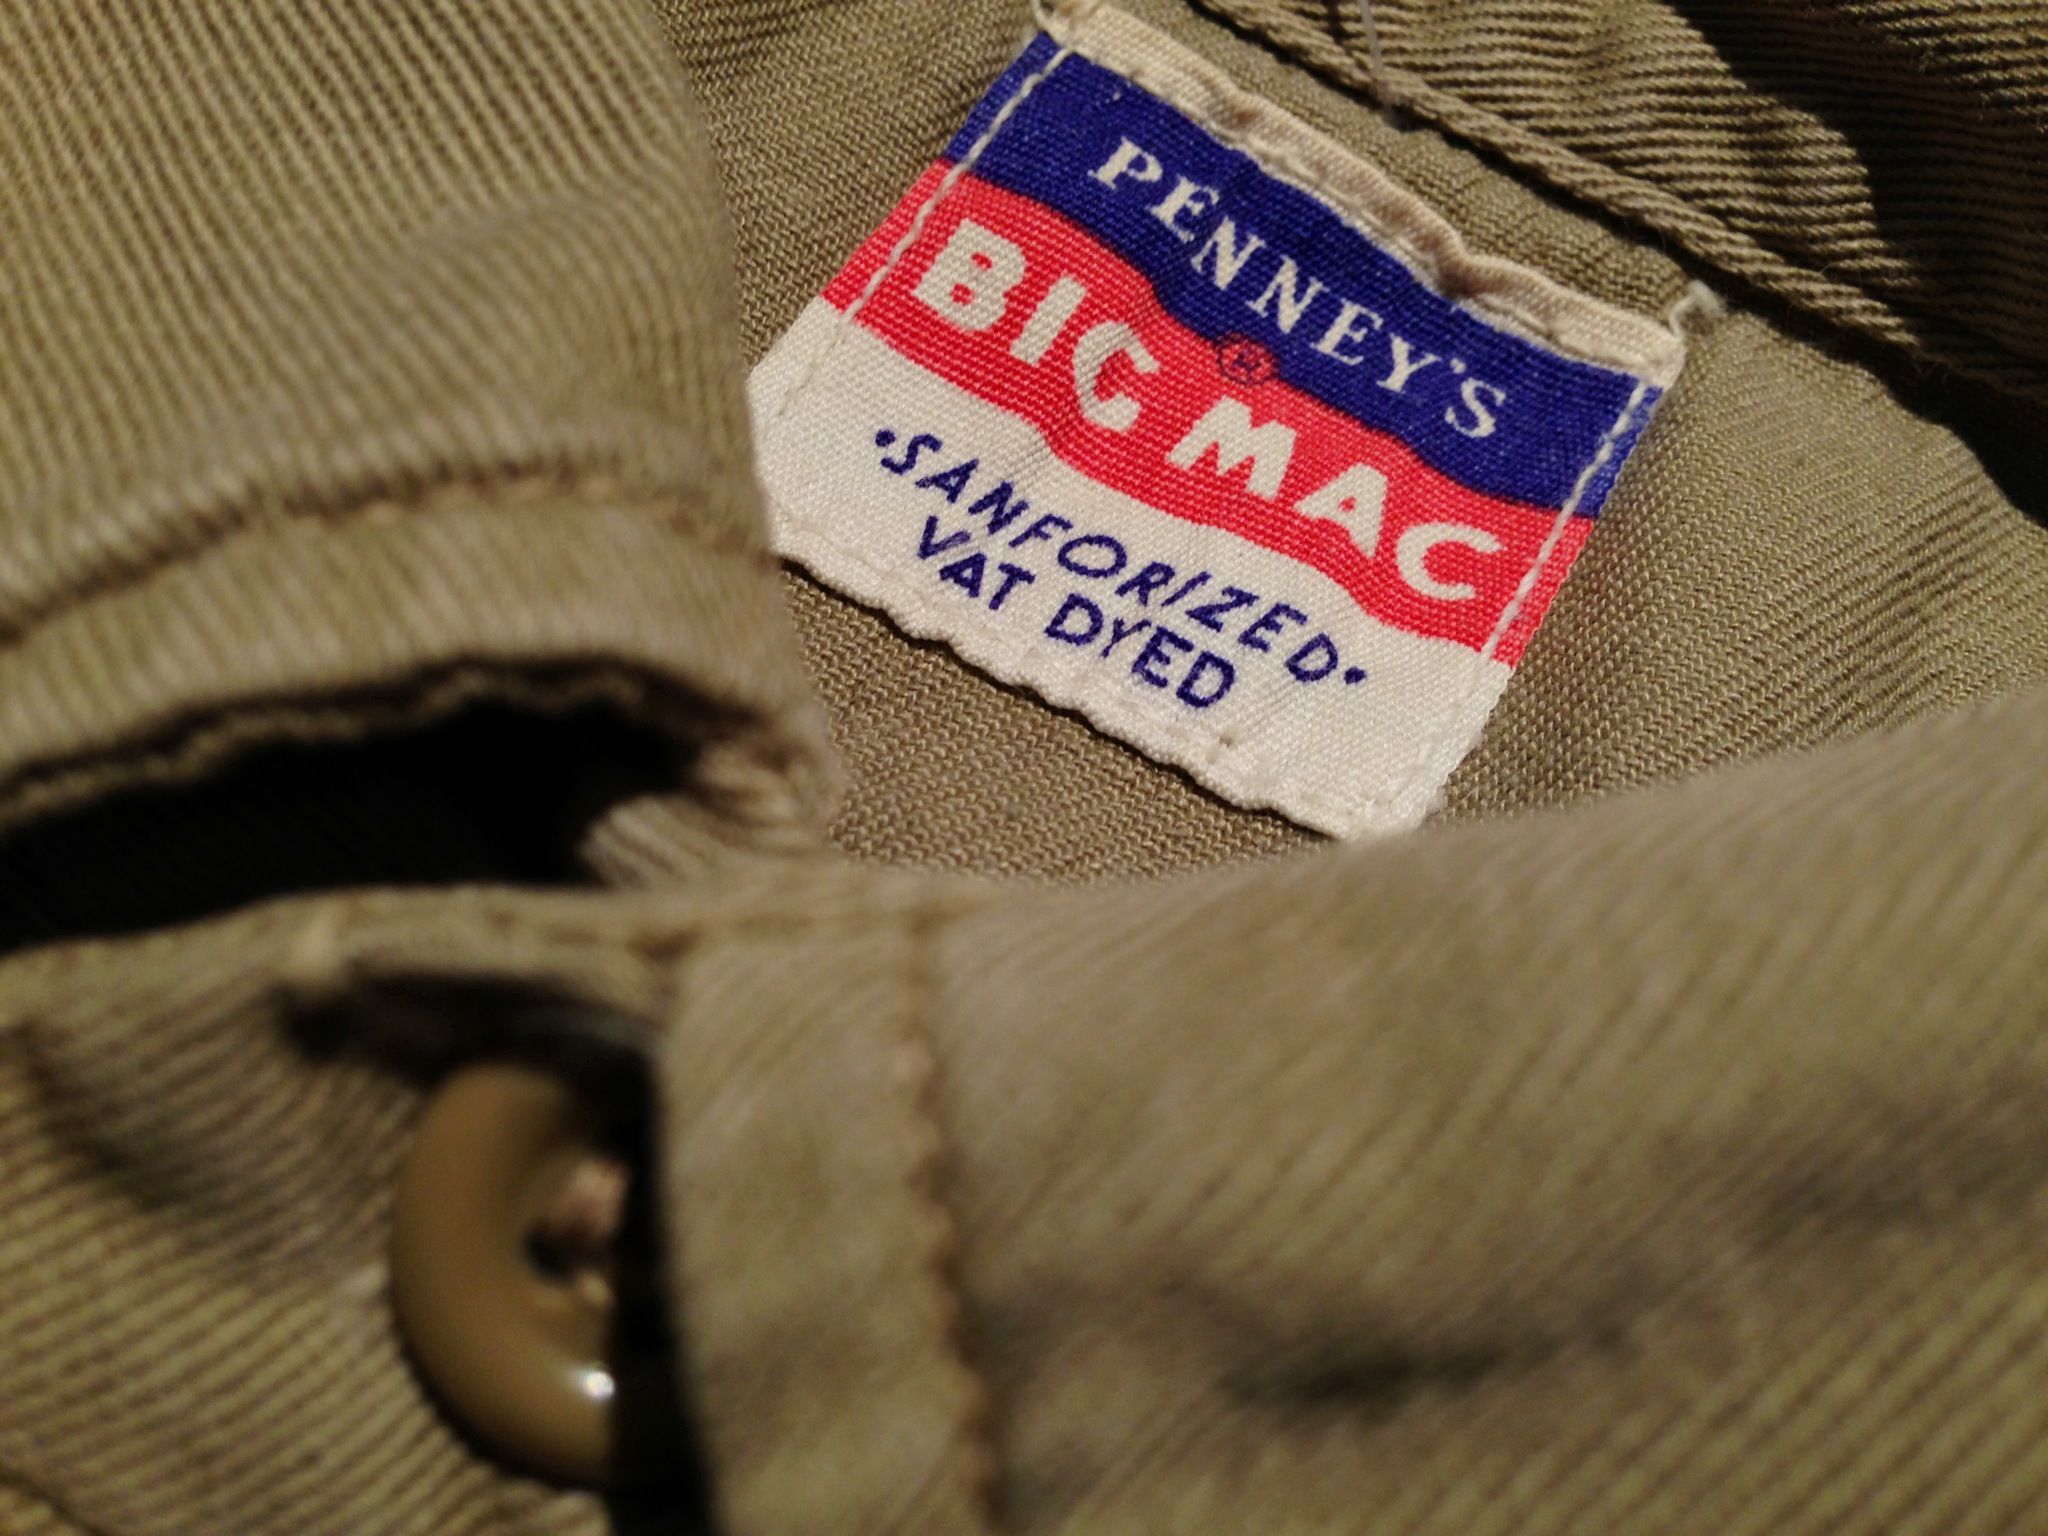 PENNEY'S
®
BIG MAC
•SANFORIZED•
VAT DYED